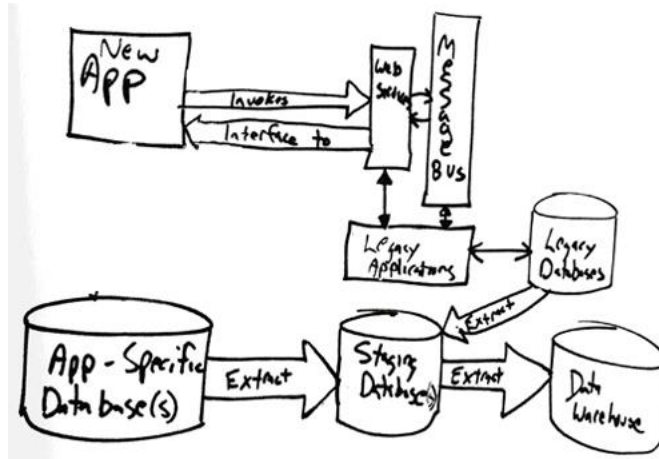 New
App
Invokes
Interface to
Web
Services
Message
Bus
Legacy
Applications
Legacy
Databases
Extract
App-Specific
Database(s)
Extract
Staging
Database(s)
Extract
Data
Warehouse